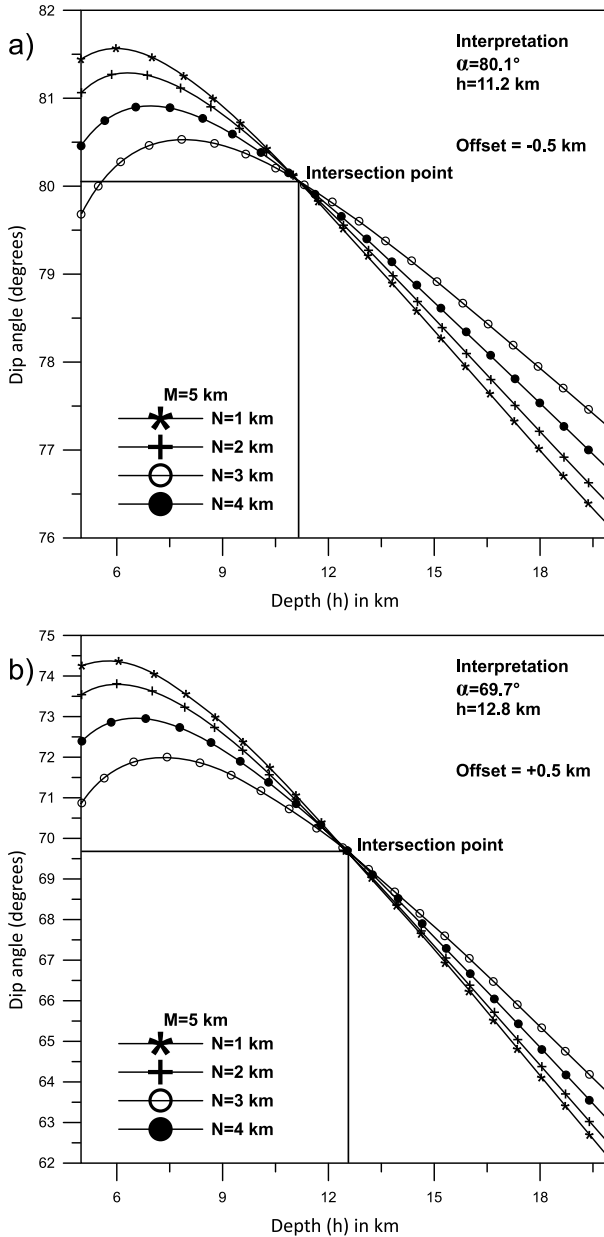 a)
82
81
80
79
78
77
76
Dip angle (degrees)
Interpretation
α=80.1°
h=11.2 km
Offset = -0.5 km
Intersection point
M=5 km
N=1 km
N=2 km
N=3 km
N=4 km
6 9 12 15 18
Depth (h) in km
b)
75
74
73
72
71
70
69
68
67
66
65
64
63
62
Dip angle (degrees)
Interpretation
α=69.7°
h=12.8 km
Offset = +0.5 km
Intersection point
M=5 km
N=1 km
N=2 km
N=3 km
N=4 km
6 9 12 15 18
Depth (h) in km